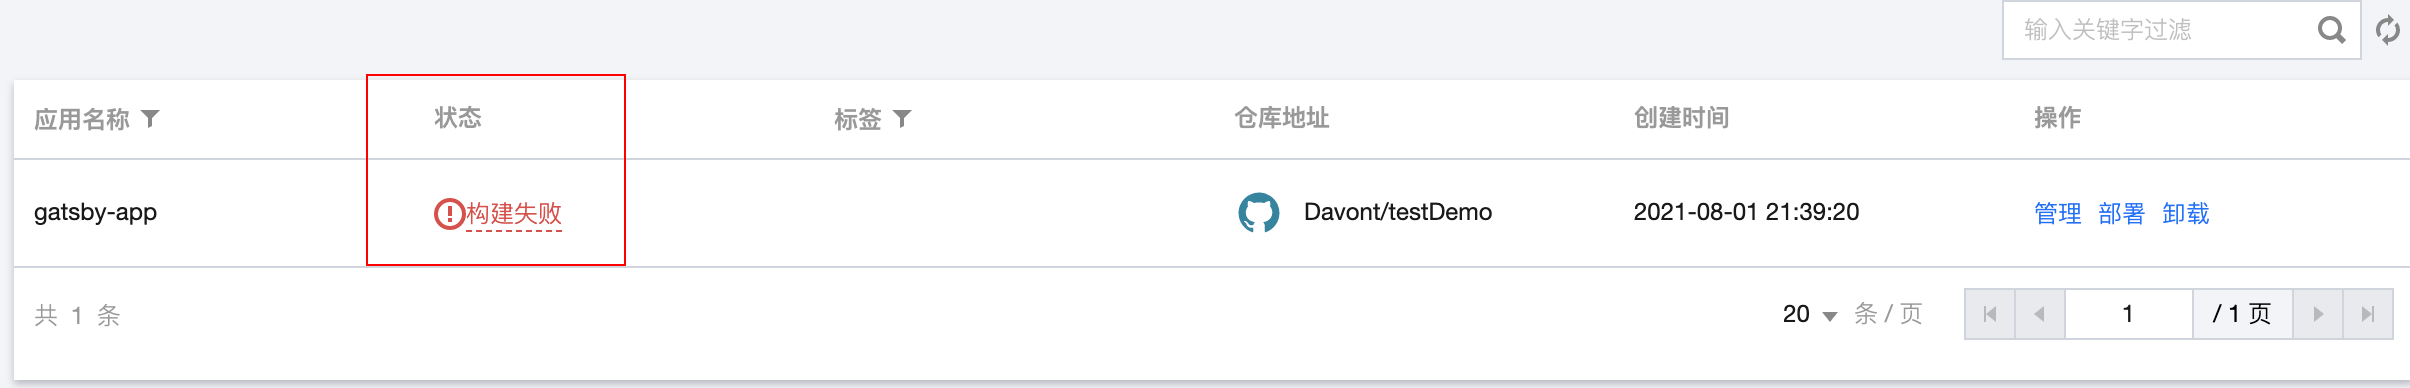 输入关键字过滤
应用名称 状态 标签 仓库地址 创建时间 操作
gatsby-app 构建失败 Davont/testDemo 2021-08-01 21:39:20 管理 部署 卸载
共 1 条 20 条 / 页 1 / 1 页